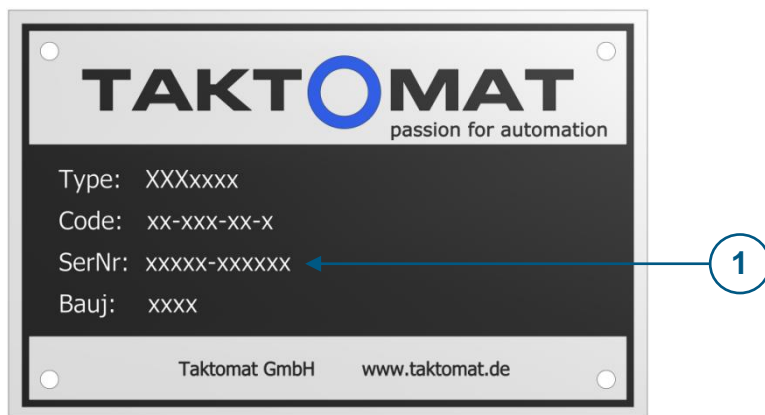 TAKTOMAT
passion for automation
Type: XXXxxxx
Code: xx-xxx-xx-x
SerNr: xxxxx-xxxxxx
1
Bauj: xxxx
Taktomat GmbH www.taktomat.de